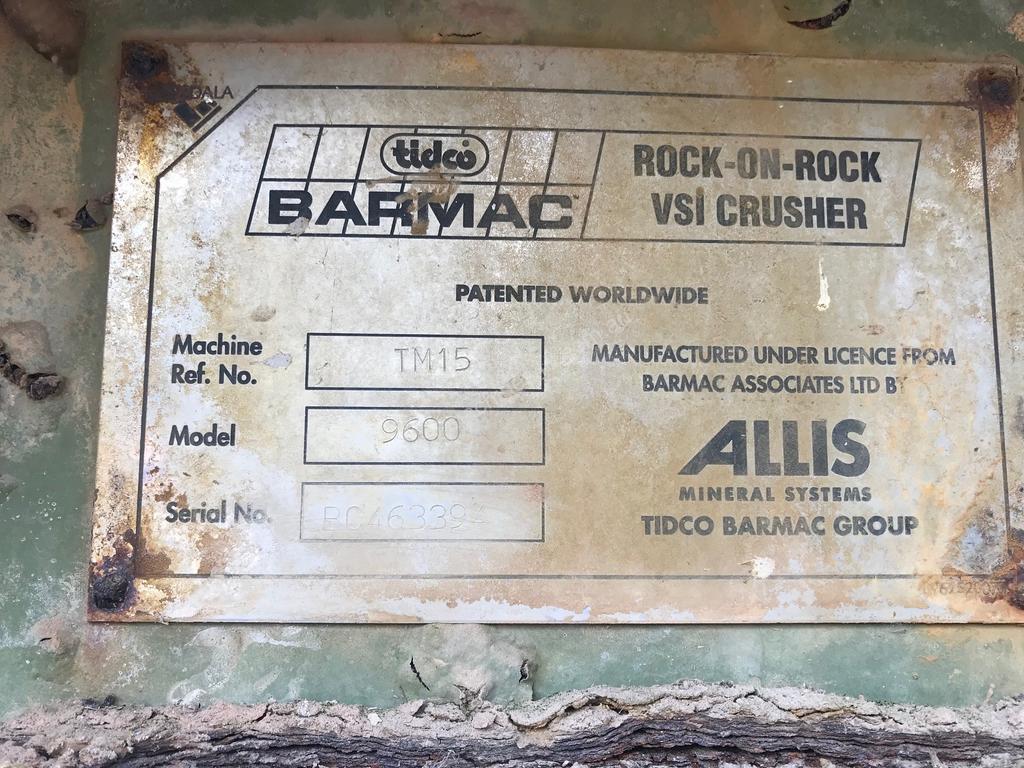 tidco
BARMAC
ROCK-ON-ROCK
VSI CRUSHER
PATENTED WORLDWIDE
Machine
Ref. No.
TM15
Model
9600
Serial No.
MANUFACTURED UNDER LICENCE FROM
BARMAC ASSOCIATES LTD BY
ALLIS
MINERAL SYSTEMS
TIDCO BARMAC GROUP